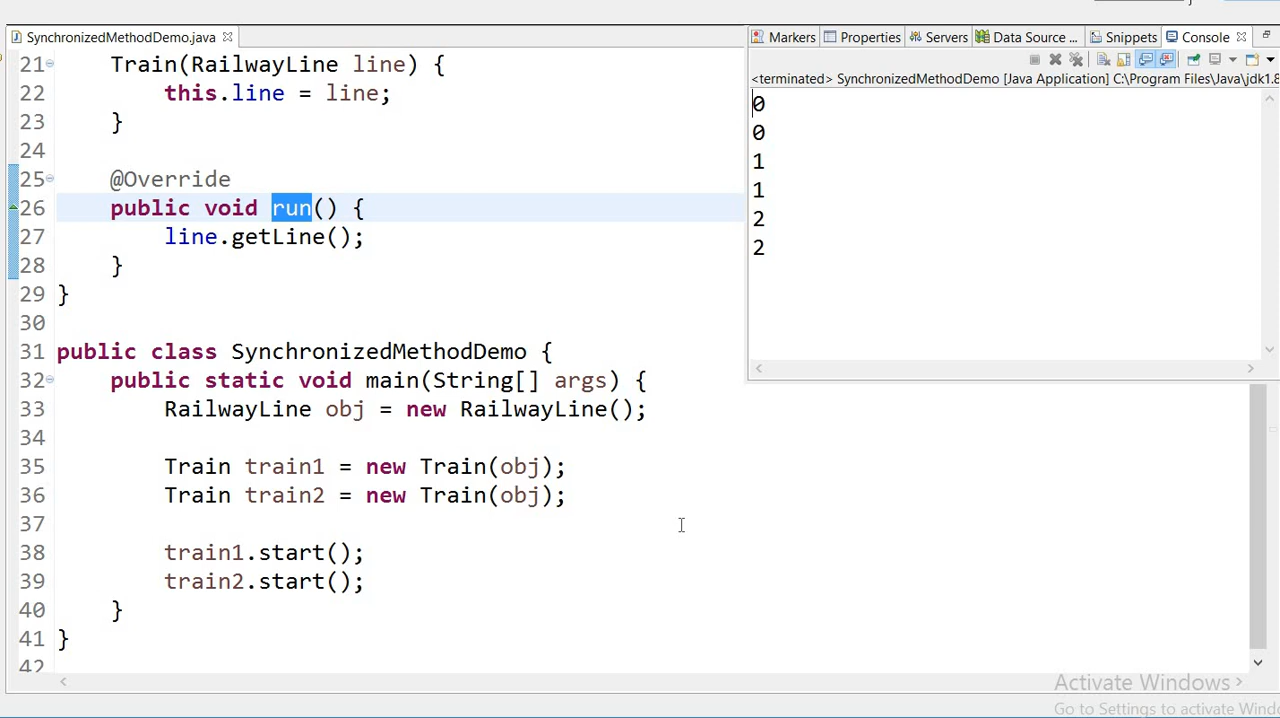 SynchronizedMethodDemo.java
21 Train(RailwayLine line) {
22 this.line = line;
23 }
24
25 @Override
26 public void run() {
27 line.getLine();
28 }
29 }
30
31 public class SynchronizedMethodDemo {
32 public static void main(String[] args) {
33 RailwayLine obj = new RailwayLine();
34
35 Train train1 = new Train(obj);
36 Train train2 = new Train(obj);
37
38 train1.start();
39 train2.start();
40 }
41 }
42
Markers Properties Servers Data Source ... Snippets Console
<terminated> SynchronizedMethodDemo [Java Application] C:\Program Files\Java\jdk1.8
0
0
1
1
2
2
Activate Windows
Go to Settings to activate Wind